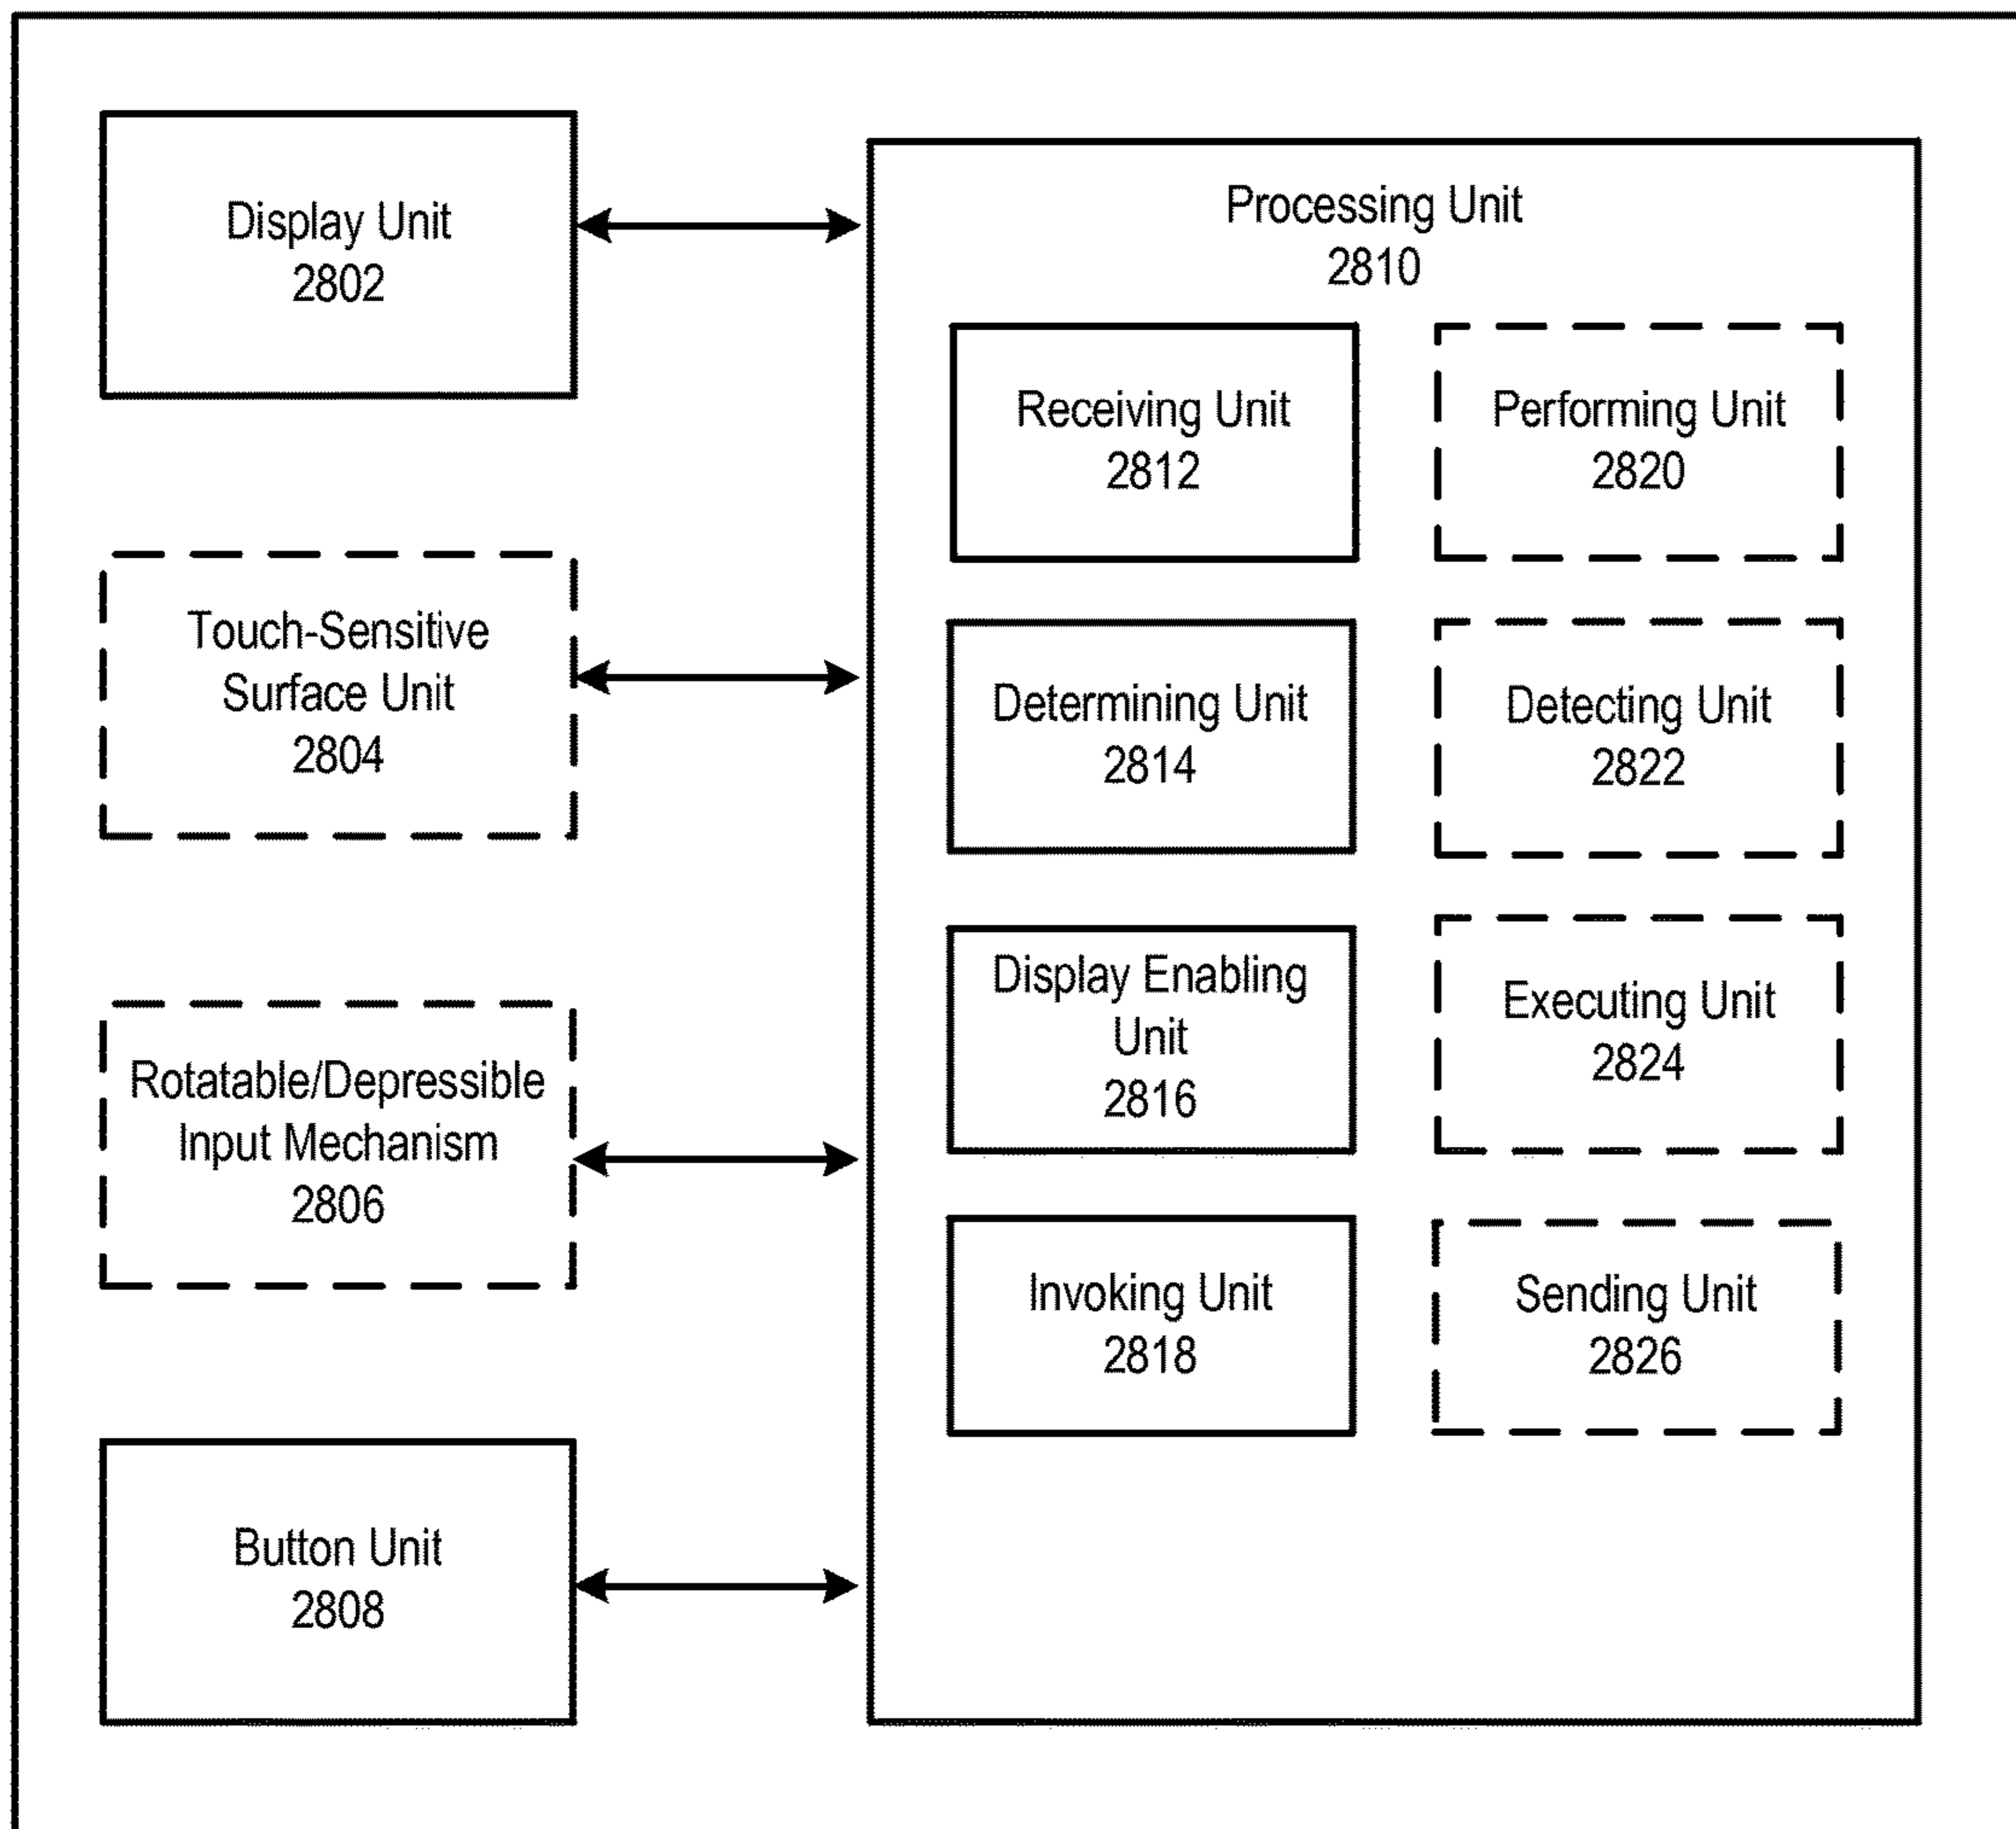 Display Unit
2802
Touch-Sensitive
Surface Unit
2804
Rotatable/Depressible
Input Mechanism
2806
Button Unit
2808
Processing Unit
2810
Receiving Unit
2812
Performing Unit
2820
Determining Unit
2814
Detecting Unit
2822
Display Enabling
Unit
2816
Executing Unit
2824
Invoking Unit
2818
Sending Unit
2826